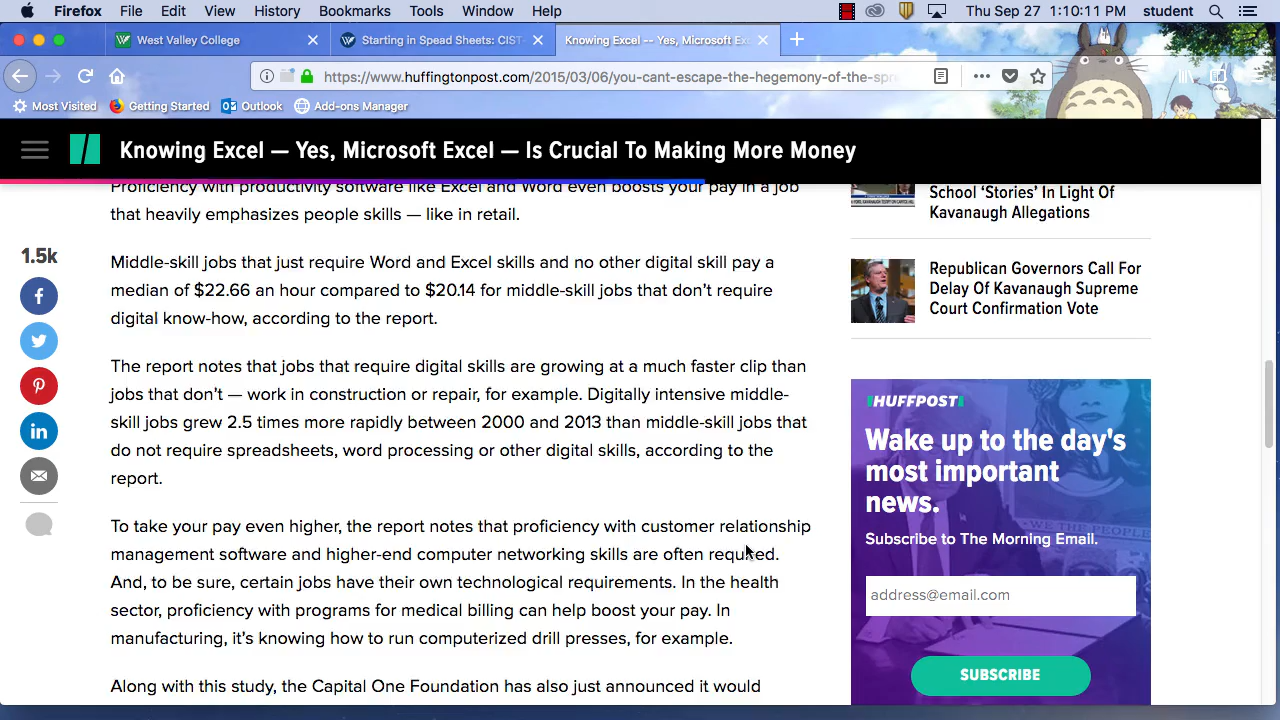 Firefox File Edit View History Bookmarks Tools Window Help Thu Sep 27 1:10:11 PM student
West Valley College
Starting in Spead Sheets: CIST-
Knowing Excel -- Yes, Microsoft Exc
https://www.huffingtonpost.com/2015/03/06/you-cant-escape-the-hegemony-of-the-spre
Most Visited Getting Started Outlook Add-ons Manager
Knowing Excel — Yes, Microsoft Excel — Is Crucial To Making More Money
Proficiency with productivity software like Excel and Word even boosts your pay in a job
that heavily emphasizes people skills — like in retail.
1.5k
Middle-skill jobs that just require Word and Excel skills and no other digital skill pay a
median of $22.66 an hour compared to $20.14 for middle-skill jobs that don’t require
digital know-how, according to the report.
The report notes that jobs that require digital skills are growing at a much faster clip than
jobs that don’t — work in construction or repair, for example. Digitally intensive middle-
skill jobs grew 2.5 times more rapidly between 2000 and 2013 than middle-skill jobs that
do not require spreadsheets, word processing or other digital skills, according to the
report.
To take your pay even higher, the report notes that proficiency with customer relationship
management software and higher-end computer networking skills are often required.
And, to be sure, certain jobs have their own technological requirements. In the health
sector, proficiency with programs for medical billing can help boost your pay. In
manufacturing, it’s knowing how to run computerized drill presses, for example.
Along with this study, the Capital One Foundation has also just announced it would
School ‘Stories’ In Light Of
Kavanaugh Allegations
Republican Governors Call For
Delay Of Kavanaugh Supreme
Court Confirmation Vote
HUFFPOST
Wake up to the day's
most important
news.
Subscribe to The Morning Email.
address@email.com
SUBSCRIBE